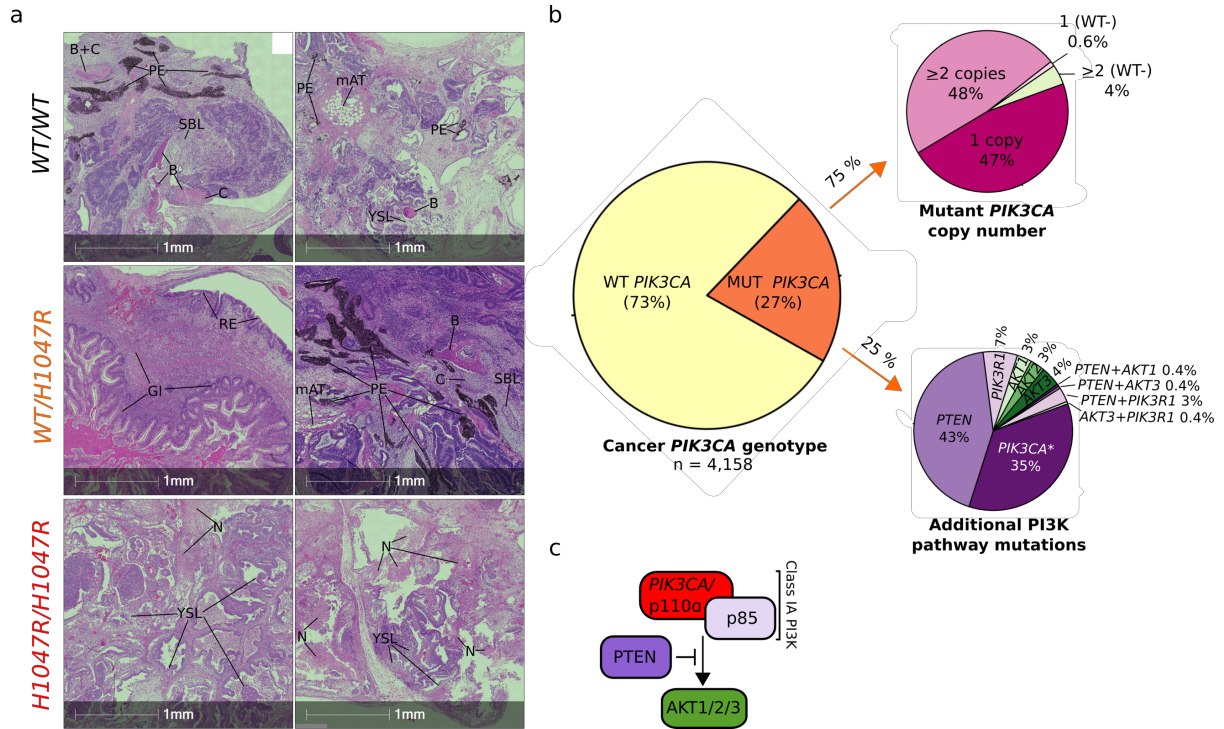 a
WT/WT
B+C
PE
SBL
B
C
1mm
PE
mAT
PE
YSL
B
1mm
WT/H1047R
RE
GI
1mm
B
C
SBL
mAT
PE
1mm
H1047R/H1047R
N
YSL
1mm
N
N
YSL
N
1mm
b
WT PIK3CA
(73%)
MUT PIK3CA
(27%)
Cancer PIK3CA genotype
n = 4,158
75 %
25 %
1 (WT-)
0.6%
≥2 (WT-)
4%
≥2 copies
48%
1 copy
47%
Mutant PIK3CA
copy number
PIK3R1 7%
AKT1 3%
AKT2 3%
AKT3 4%
PTEN+AKT1 0.4%
PTEN+AKT3 0.4%
PTEN+PIK3R1 3%
AKT3+PIK3R1 0.4%
PTEN
43%
PIK3CA*
35%
Additional PI3K
pathway mutations
c
PIK3CA/
p110α
p85
Class IA PI3K
PTEN
AKT1/2/3